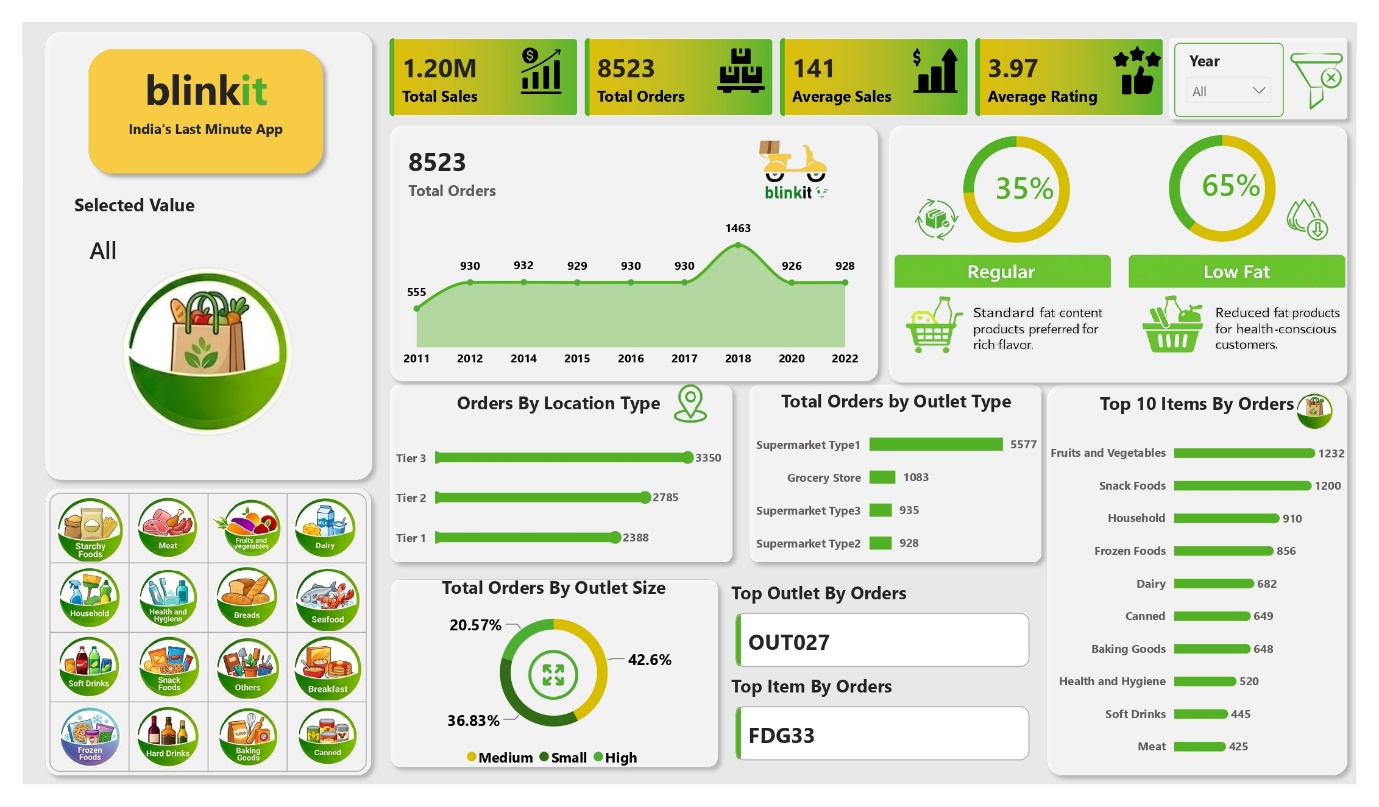 blinkit
India's Last Minute App
Selected Value
All
1.20M
Total Sales
8523
Total Orders
141
Average Sales
3.97
Average Rating
Year
All
8523
Total Orders
blinkit
1463
930 932 929 930 930 926 928
555
2011 2012 2014 2015 2016 2017 2018 2020 2022
35%
65%
Regular
Low Fat
Standard fat content
products preferred for
rich flavor.
Reduced fat products
for health-conscious
customers.
Orders By Location Type
Tier 3 3350
Tier 2 2785
Tier 1 2388
Total Orders by Outlet Type
Supermarket Type1 5577
Grocery Store 1083
Supermarket Type3 935
Supermarket Type2 928
Top 10 Items By Orders
Fruits and Vegetables 1232
Snack Foods 1200
Household 910
Frozen Foods 856
Dairy 682
Canned 649
Baking Goods 648
Health and Hygiene 520
Soft Drinks 445
Meat 425
Starchy
Foods
Meat
Fruits and
Vegetables
Dairy
Household
Health and
Hygiene
Breads
Seafood
Soft Drinks
Snack
Foods
Others
Breakfast
Frozen
Foods
Hard Drinks
Baking
Goods
Canned
Total Orders By Outlet Size
20.57%
42.6%
36.83%
Medium Small High
Top Outlet By Orders
OUT027
Top Item By Orders
FDG33